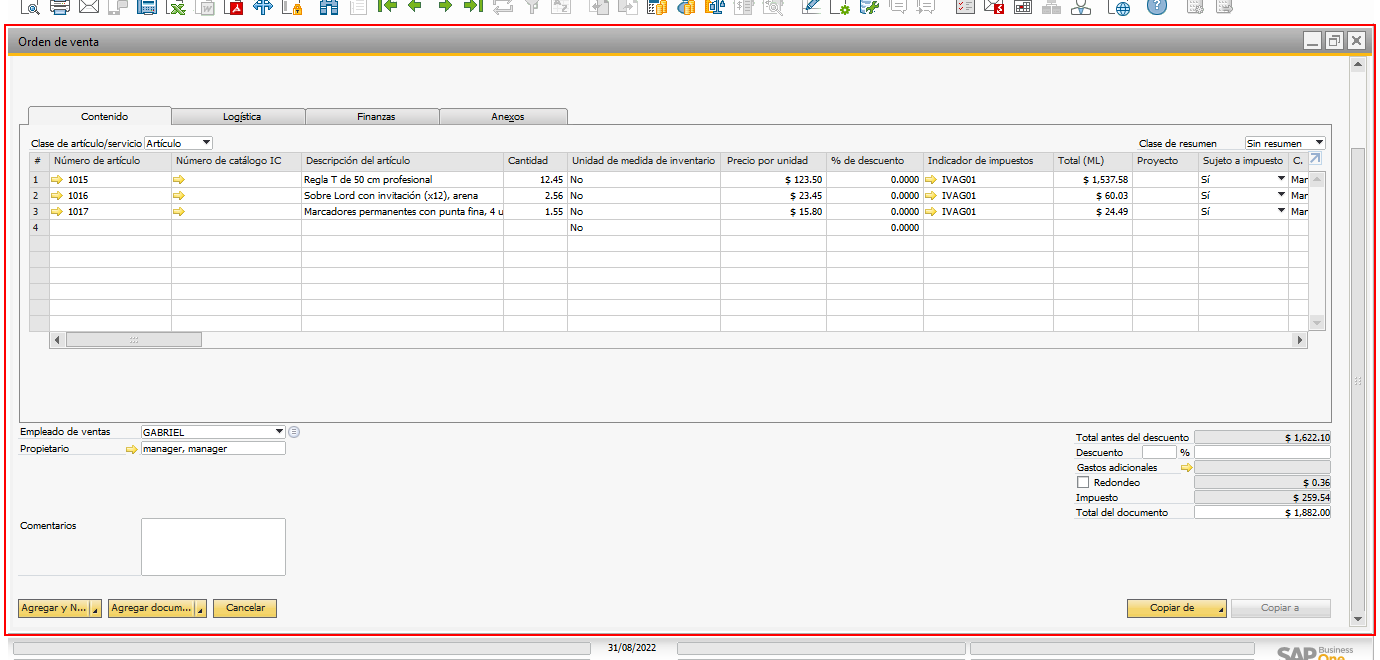 Orden de venta
Contenido Logística Finanzas Anexos
Clase de artículo/servicio Artículo Clase de resumen Sin resumen
# Número de artículo Número de catálogo IC Descripción del artículo Cantidad Unidad de medida de inventario Precio por unidad % de descuento Indicador de impuestos Total (ML) Proyecto Sujeto a impuesto C.
1 1015 Regla T de 50 cm profesional 12.45 No $ 123.50 0.0000 IVAG01 $ 1,537.58 Sí Mar
2 1016 Sobre Lord con invitación (x12), arena 2.56 No $ 23.45 0.0000 IVAG01 $ 60.03 Sí Mar
3 1017 Marcadores permanentes con punta fina, 4 u 1.55 No $ 15.80 0.0000 IVAG01 $ 24.49 Sí Mar
4 No 0.0000
Empleado de ventas GABRIEL
Propietario manager, manager
Total antes del descuento $ 1,622.10
Descuento %
Gastos adicionales
Redondeo $ 0.36
Impuesto $ 259.54
Total del documento $ 1,882.00
Comentarios
Agregar y N... Agregar docum... Cancelar Copiar de Copiar a
31/08/2022
SAP Business One